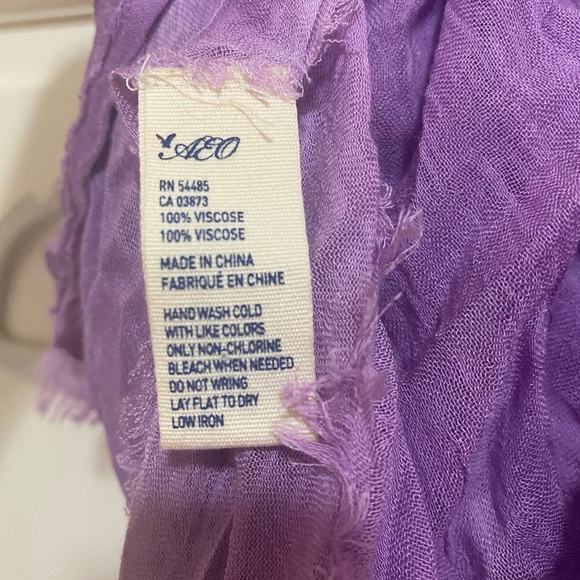 AEO
RN 54485
CA 03873
100% VISCOSE
100% VISCOSE
MADE IN CHINA
FABRIQUÉ EN CHINE
HAND WASH COLD
WITH LIKE COLORS
ONLY NON-CHLORINE
BLEACH WHEN NEEDED
DO NOT WRING
LAY FLAT TO DRY
LOW IRON